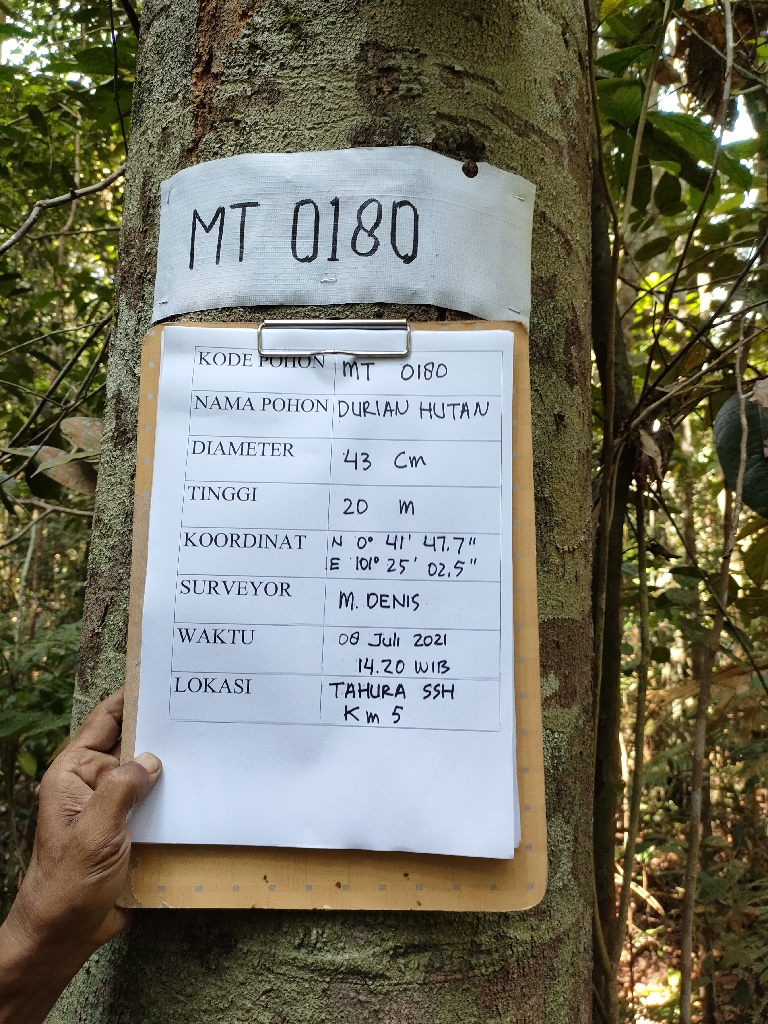 MT 0180
KODE POHON MT 0180
NAMA POHON DURIAN HUTAN
DIAMETER 43 Cm
TINGGI 20 m
KOORDINAT N 0° 41' 47.7"
E 101° 25' 02.5"
SURVEYOR M. DENIS
WAKTU 08 Juli 2021
14.20 WIB
LOKASI TAHURA SSH
Km 5